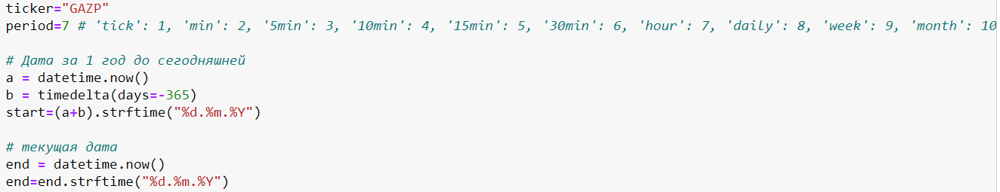 ticker="GAZP"
period=7 # 'tick': 1, 'min': 2, '5min': 3, '10min': 4, '15min': 5, '30min': 6, 'hour': 7, 'daily': 8, 'week': 9, 'month': 10
# Дата за 1 год до сегодняшней
a = datetime.now()
b = timedelta(days=-365)
start=(a+b).strftime("%d.%m.%Y")
# текущая дата
end = datetime.now()
end=end.strftime("%d.%m.%Y")